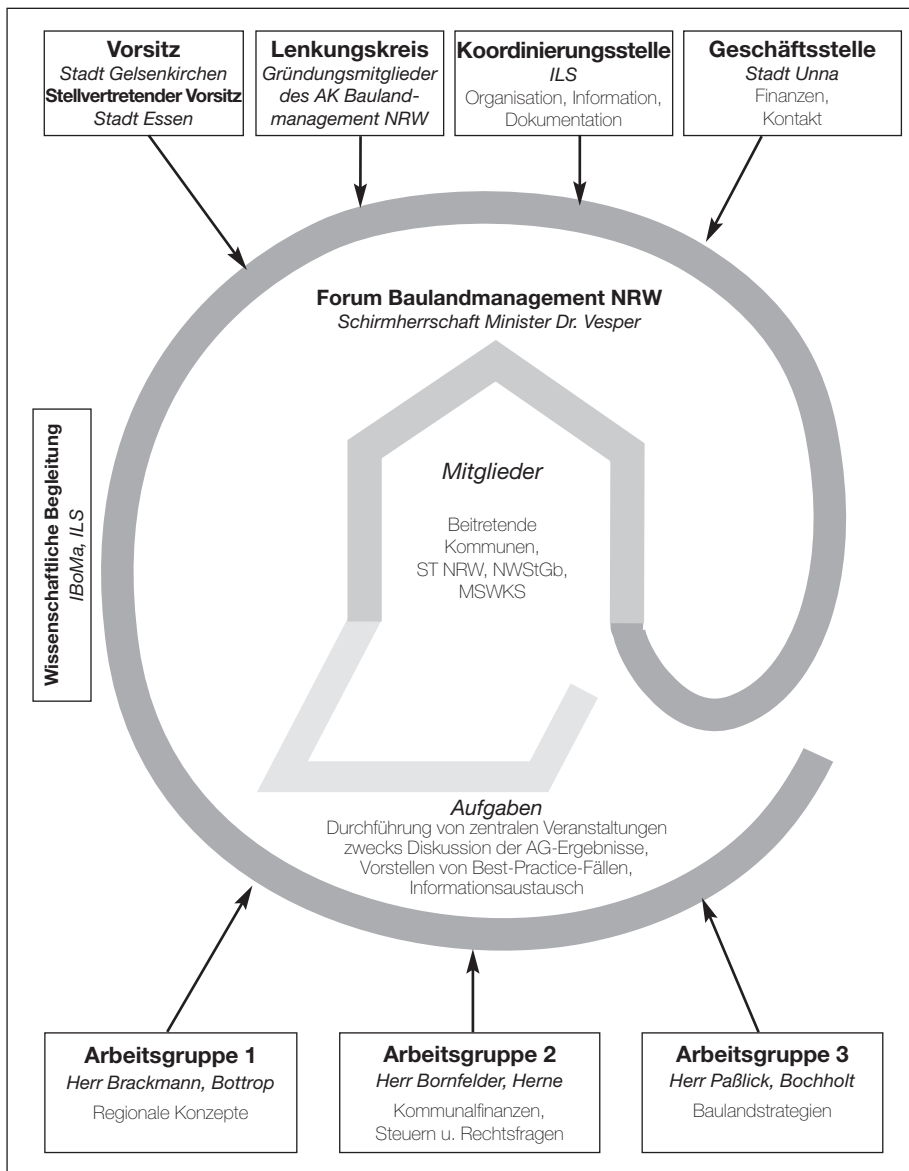 Vorsitz
Stadt Gelsenkirchen
Stellvertretender Vorsitz
Stadt Essen
Lenkungskreis
Gründungsmitglieder
des AK Bauland-
management NRW
Koordinierungsstelle
ILS
Organisation, Information,
Dokumentation
Geschäftsstelle
Stadt Unna
Finanzen,
Kontakt
Forum Baulandmanagement NRW
Schirmherrschaft Minister Dr. Vesper
Wissenschaftliche Begleitung
IBoMa, ILS
Mitglieder
Beitretende
Kommunen,
ST NRW, NWStGb,
MSWKS
Aufgaben
Durchführung von zentralen Veranstaltungen
zwecks Diskussion der AG-Ergebnisse,
Vorstellen von Best-Practice-Fällen,
Informationsaustausch
Arbeitsgruppe 1
Herr Brackmann, Bottrop
Regionale Konzepte
Arbeitsgruppe 2
Herr Bornfelder, Herne
Kommunalfinanzen,
Steuern u. Rechtsfragen
Arbeitsgruppe 3
Herr Paßlick, Bochholt
Baulandstrategien